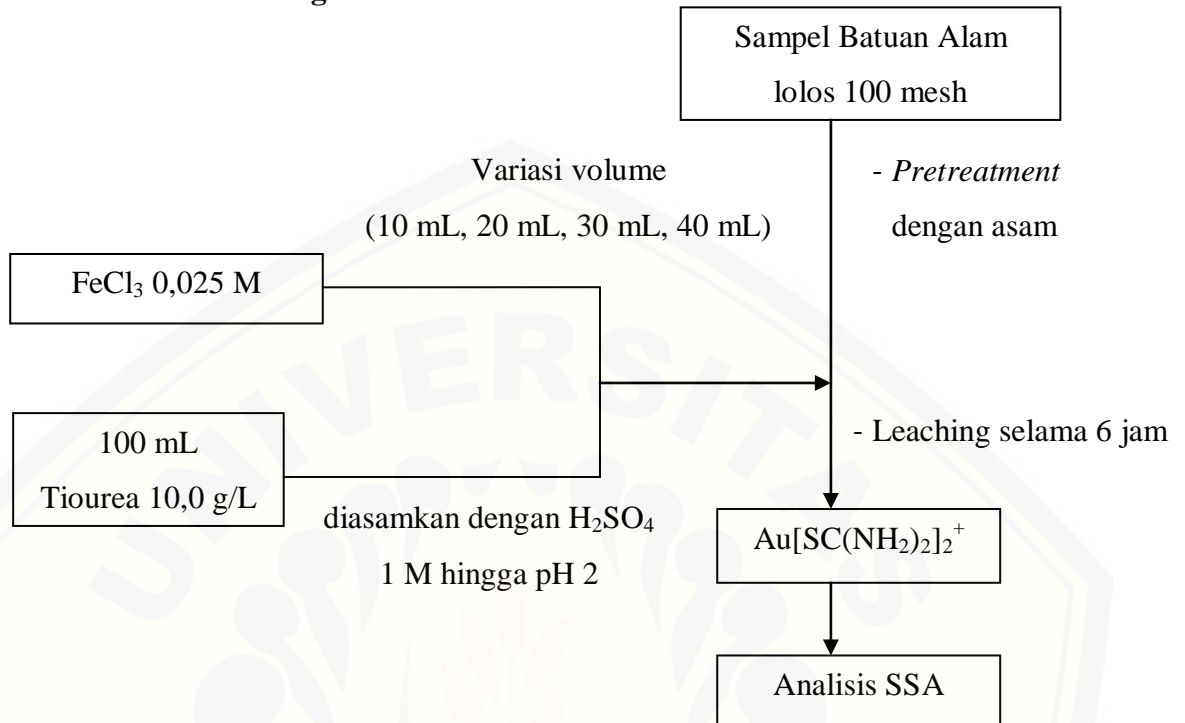 Sampel Batuan Alam
lolos 100 mesh
Variasi volume
(10 mL, 20 mL, 30 mL, 40 mL)
- Pretreatment
dengan asam
FeCl₃ 0,025 M
100 mL
Tiourea 10,0 g/L
- Leaching selama 6 jam
diasamkan dengan H₂SO₄
1 M hingga pH 2
Au[SC(NH₂)₂]₂⁺
Analisis SSA
UNIVERSITAS